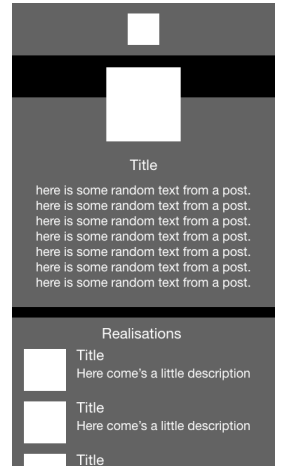 Title
here is some random text from a post.
here is some random text from a post.
here is some random text from a post.
here is some random text from a post.
here is some random text from a post.
here is some random text from a post.
here is some random text from a post.
Realisations
Title
Here come's a little description
Title
Here come's a little description
Title